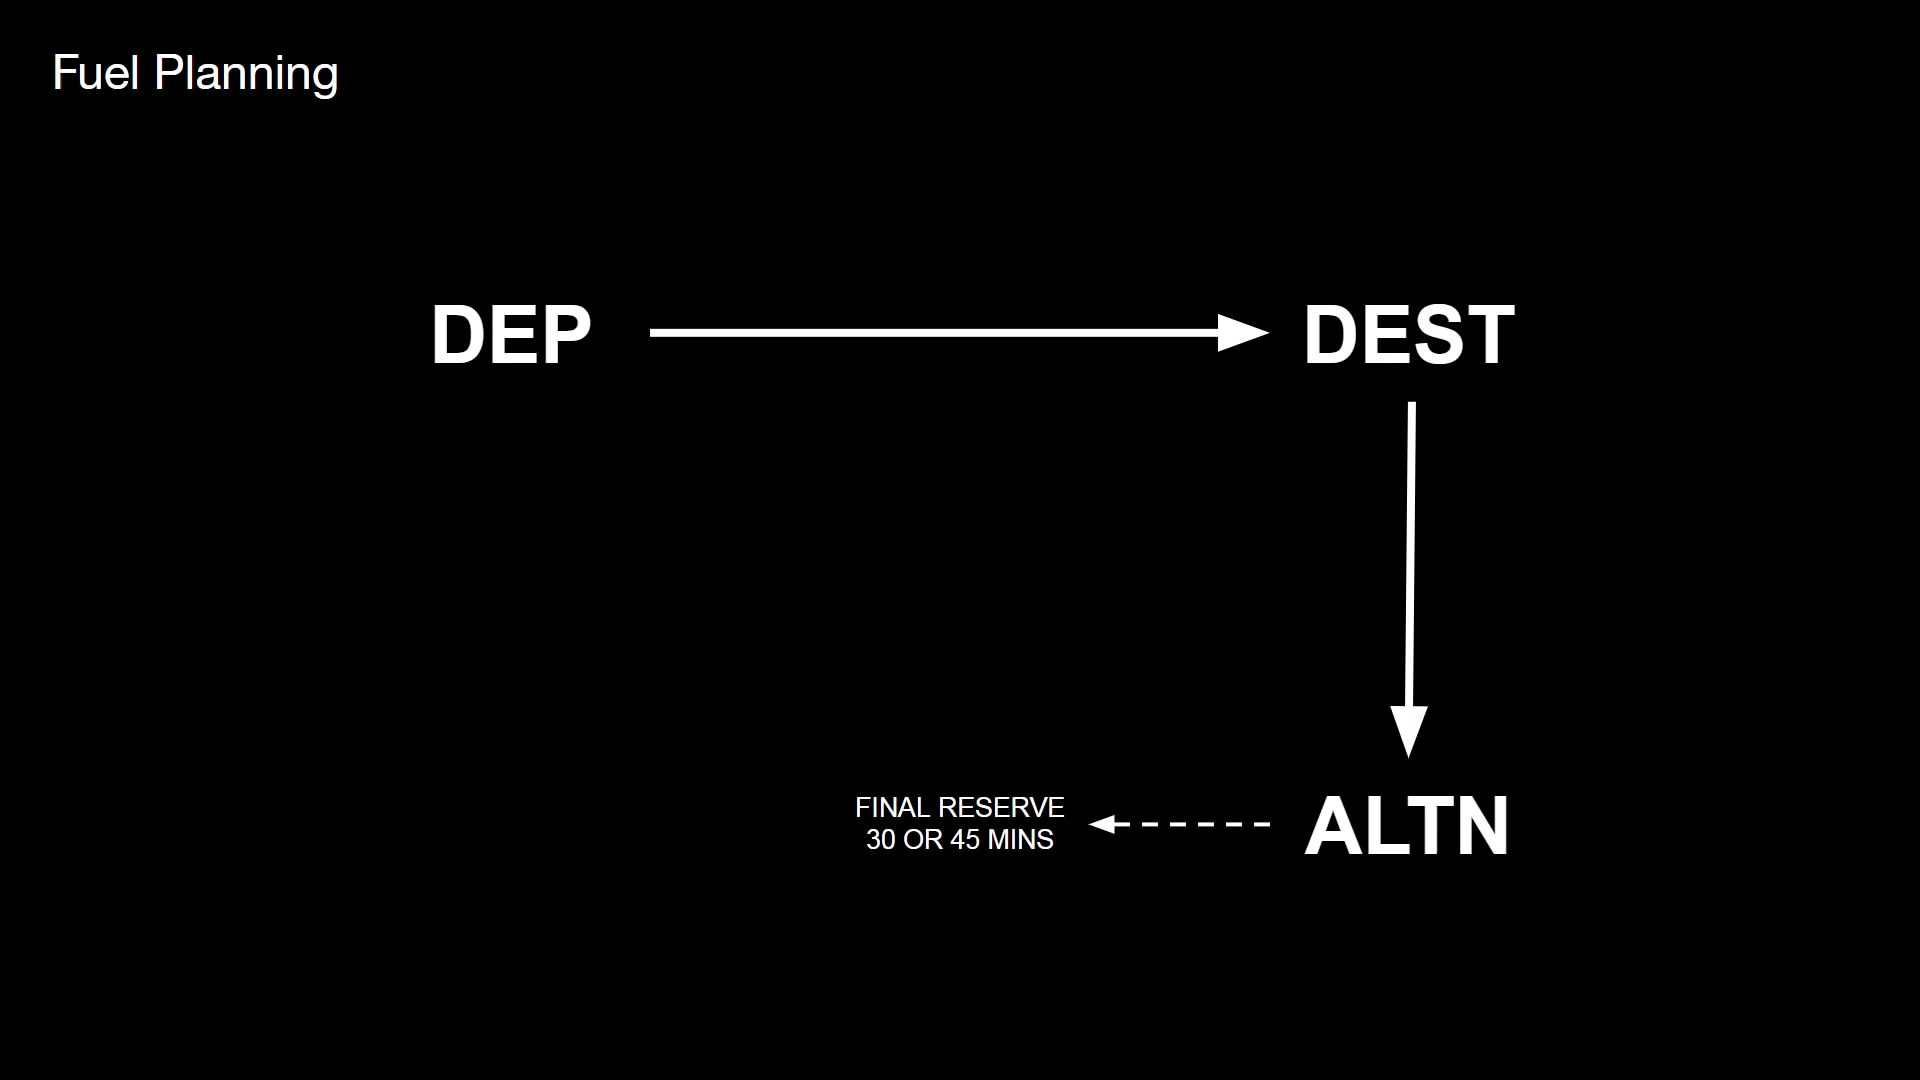 Fuel Planning
DEP
DEST
FINAL RESERVE
30 OR 45 MINS
ALTN